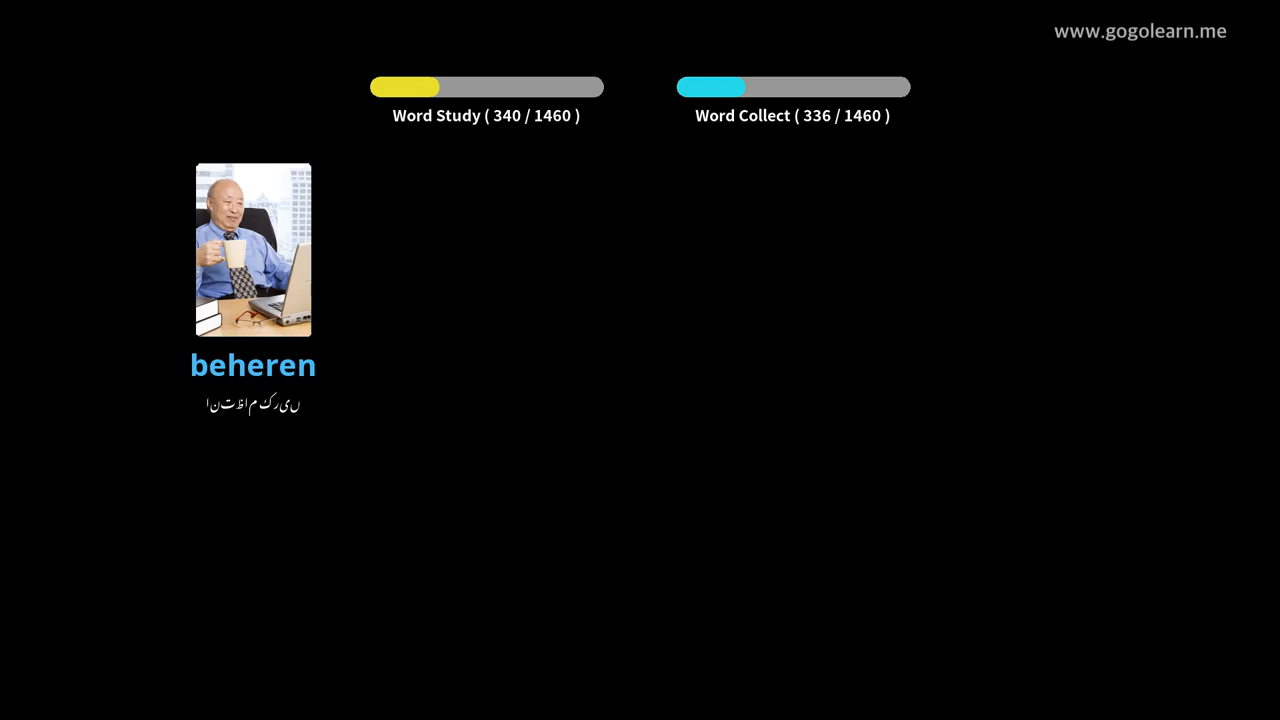 www.gogolearn.me
Word Study ( 340 / 1460 )
Word Collect ( 336 / 1460 )
beheren
انتظام کریں